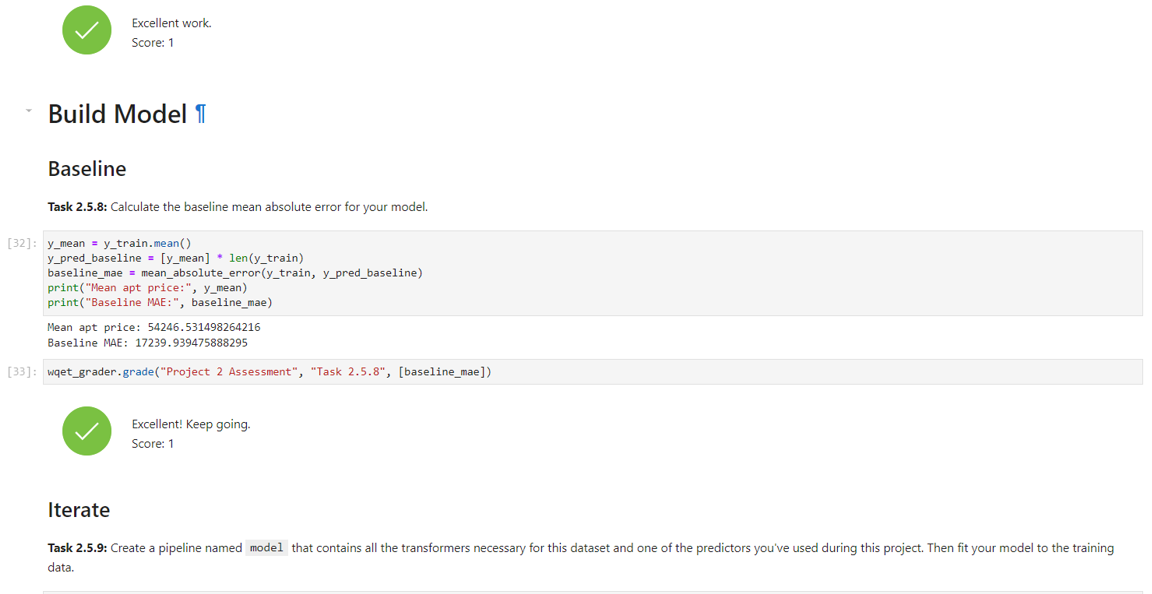 Excellent work.
Score: 1
Build Model ¶
Baseline
Task 2.5.8: Calculate the baseline mean absolute error for your model.
[32]: y_mean = y_train.mean()
y_pred_baseline = [y_mean] * len(y_train)
baseline_mae = mean_absolute_error(y_train, y_pred_baseline)
print("Mean apt price:", y_mean)
print("Baseline MAE:", baseline_mae)
Mean apt price: 54246.531498264216
Baseline MAE: 17239.939475888295
[33]: wqet_grader.grade("Project 2 Assessment", "Task 2.5.8", [baseline_mae])
Excellent! Keep going.
Score: 1
Iterate
Task 2.5.9: Create a pipeline named model that contains all the transformers necessary for this dataset and one of the predictors you've used during this project. Then fit your model to the training
data.